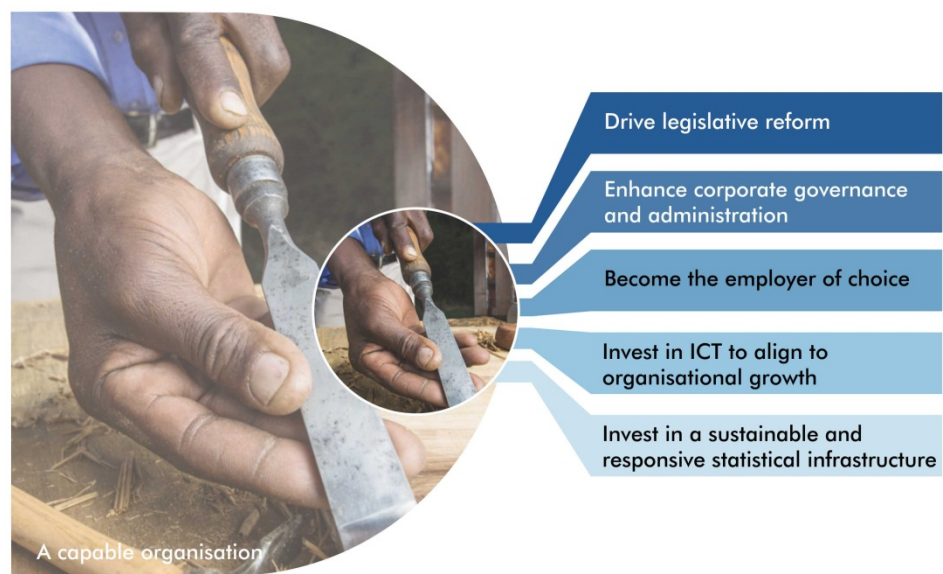 Drive legislative reform
Enhance corporate governance
and administration
Become the employer of choice
Invest in ICT to align to
organisational growth
Invest in a sustainable and
responsive statistical infrastructure
A capable organisation